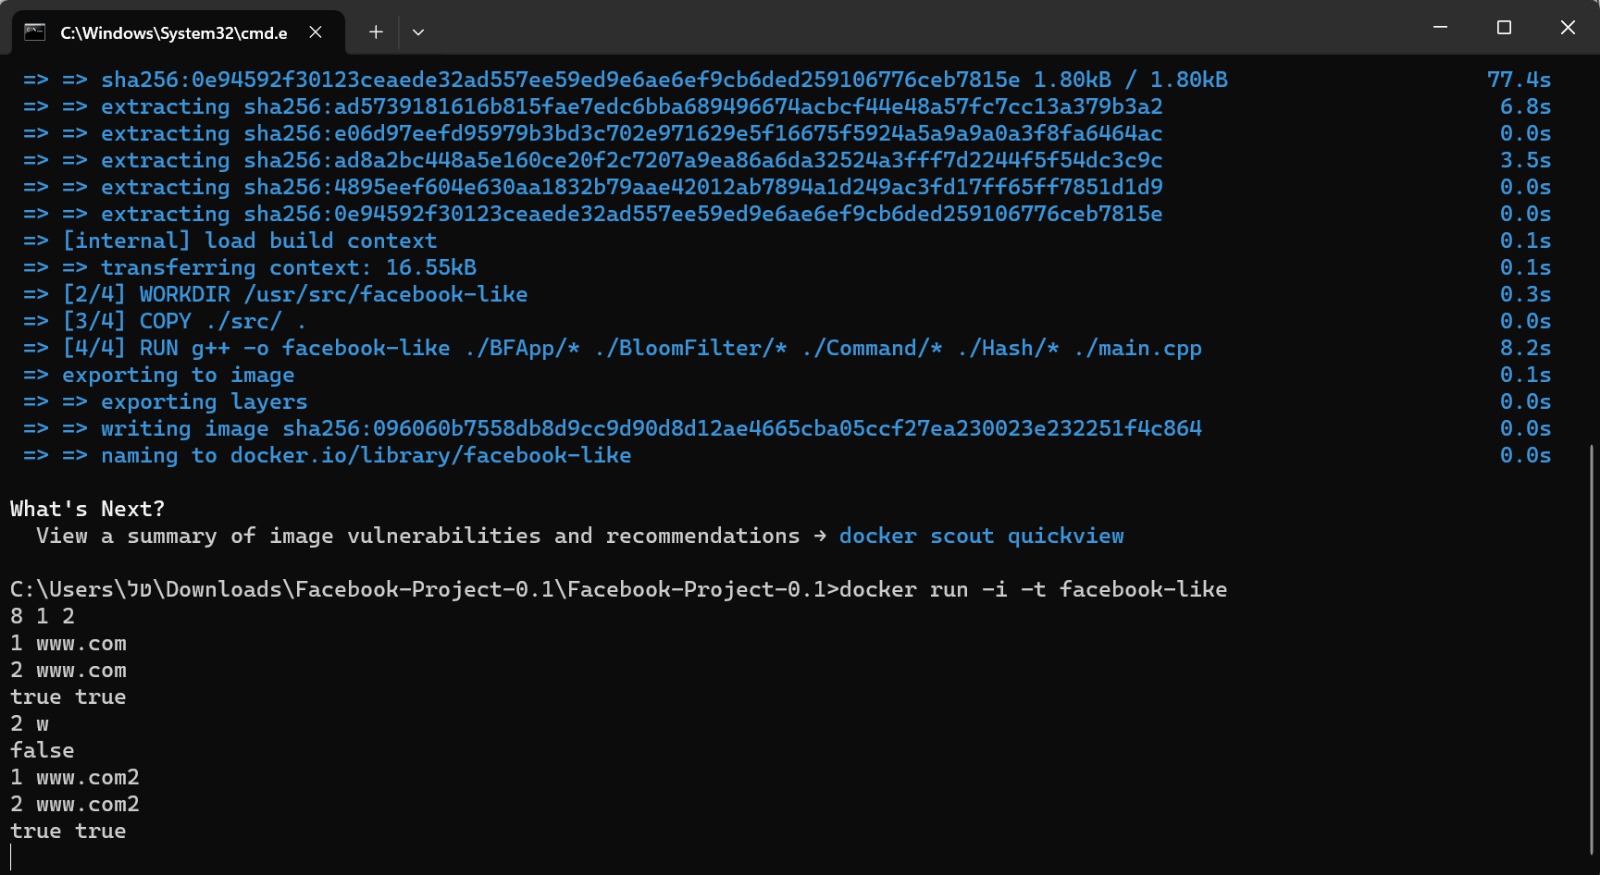 C:\Windows\System32\cmd.e
=> => sha256:0e94592f30123ceaede32ad557ee59ed9e6ae6ef9cb6ded259106776ceb7815e 1.80kB / 1.80kB 77.4s
=> => extracting sha256:ad5739181616b815fae7edc6bba689496674acbcf44e48a57fc7cc13a379b3a2 6.8s
=> => extracting sha256:e06d97eefd95979b3bd3c702e971629e5f16675f5924a5a9a9a0a3f8fa6464ac 0.0s
=> => extracting sha256:ad8a2bc448a5e160ce20f2c7207a9ea86a6da32524a3fff7d2244f5f54dc3c9c 3.5s
=> => extracting sha256:4895eef604e630aa1832b79aae42012ab7894a1d249ac3fd17ff65ff7851d1d9 0.0s
=> => extracting sha256:0e94592f30123ceaede32ad557ee59ed9e6ae6ef9cb6ded259106776ceb7815e 0.0s
=> [internal] load build context 0.1s
=> => transferring context: 16.55kB 0.1s
=> [2/4] WORKDIR /usr/src/facebook-like 0.3s
=> [3/4] COPY ./src/ . 0.0s
=> [4/4] RUN g++ -o facebook-like ./BFApp/* ./BloomFilter/* ./Command/* ./Hash/* ./main.cpp 8.2s
=> exporting to image 0.1s
=> => exporting layers 0.0s
=> => writing image sha256:096060b7558db8d9cc9d90d8d12ae4665cba05ccf27ea230023e232251f4c864 0.0s
=> => naming to docker.io/library/facebook-like 0.0s
What's Next?
View a summary of image vulnerabilities and recommendations → docker scout quickview
C:\Users\טל\Downloads\Facebook-Project-0.1\Facebook-Project-0.1>docker run -i -t facebook-like
8 1 2
1 www.com
2 www.com
true true
2 w
false
1 www.com2
2 www.com2
true true